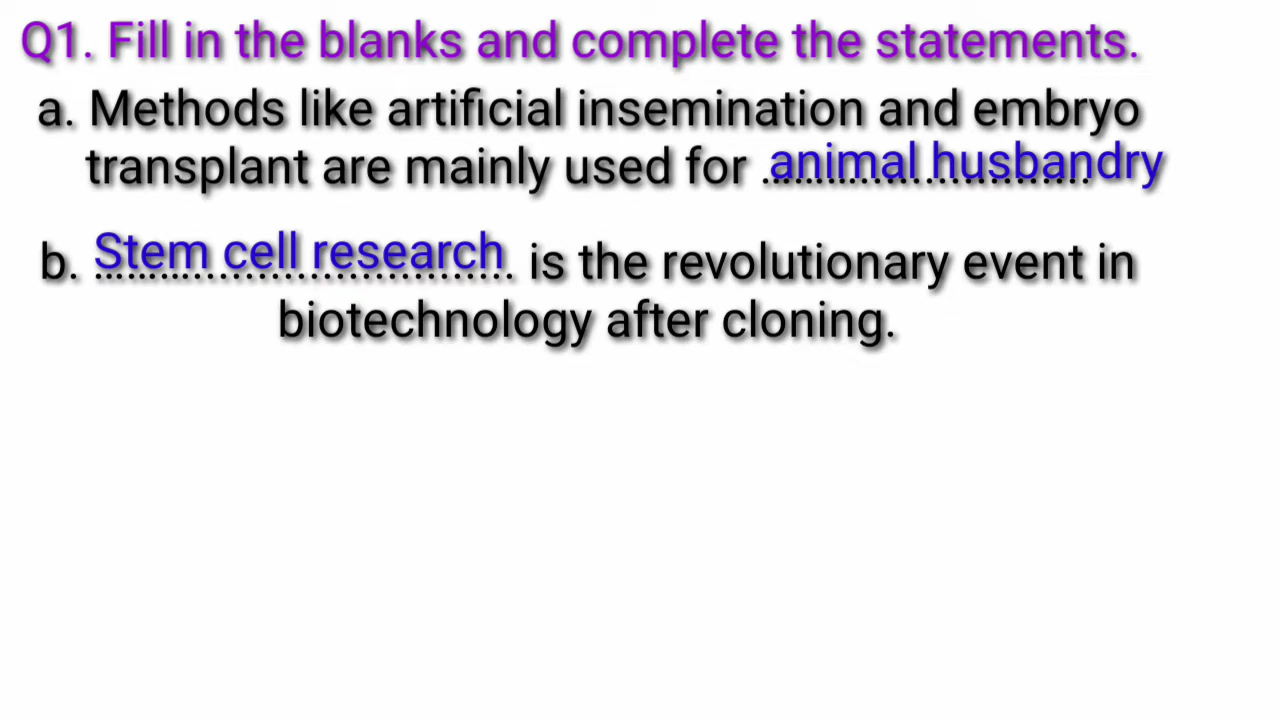 Q1. Fill in the blanks and complete the statements.
a. Methods like artificial insemination and embryo
transplant are mainly used for animal husbandry
b. Stem cell research is the revolutionary event in
biotechnology after cloning.